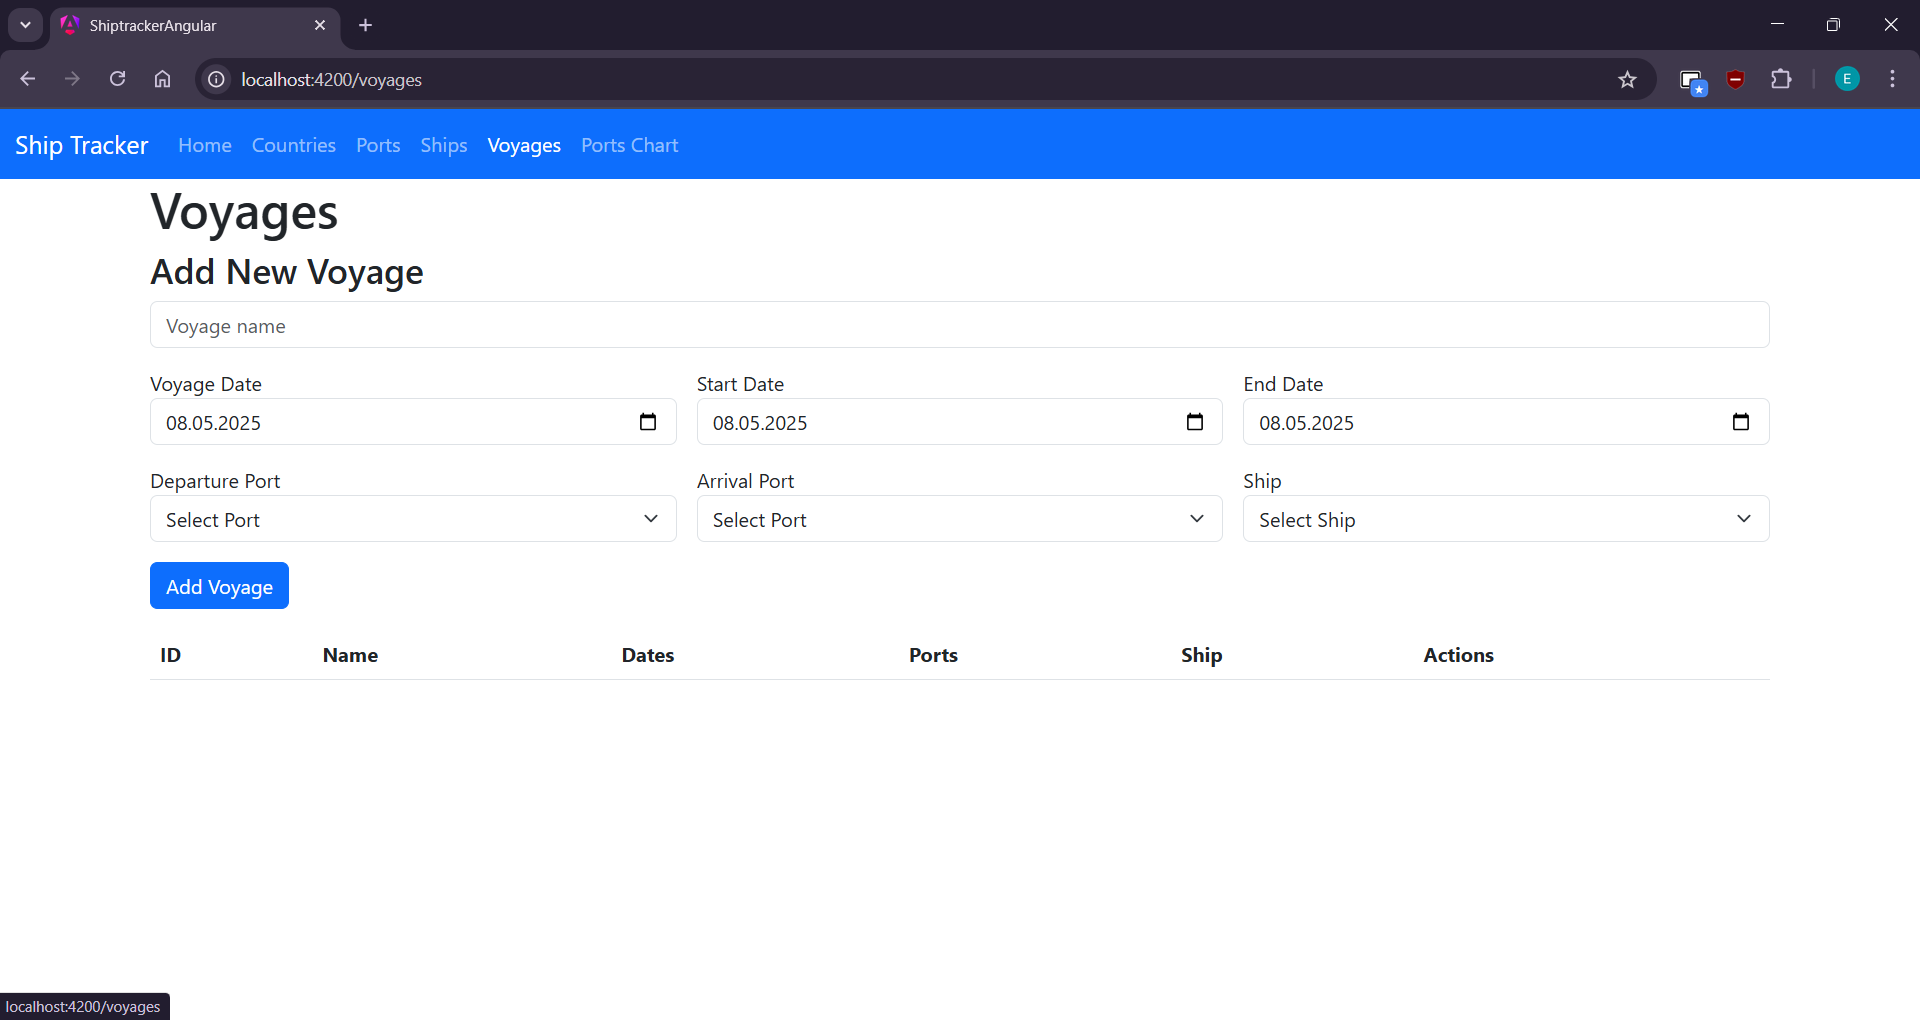 ShiptrackerAngular
localhost:4200/voyages
E
Ship Tracker Home Countries Ports Ships Voyages Ports Chart
Voyages
Add New Voyage
Voyage name
Voyage Date Start Date End Date
08.05.2025 08.05.2025 08.05.2025
Departure Port Arrival Port Ship
Select Port Select Port Select Ship
Add Voyage
ID Name Dates Ports Ship Actions
localhost:4200/voyages